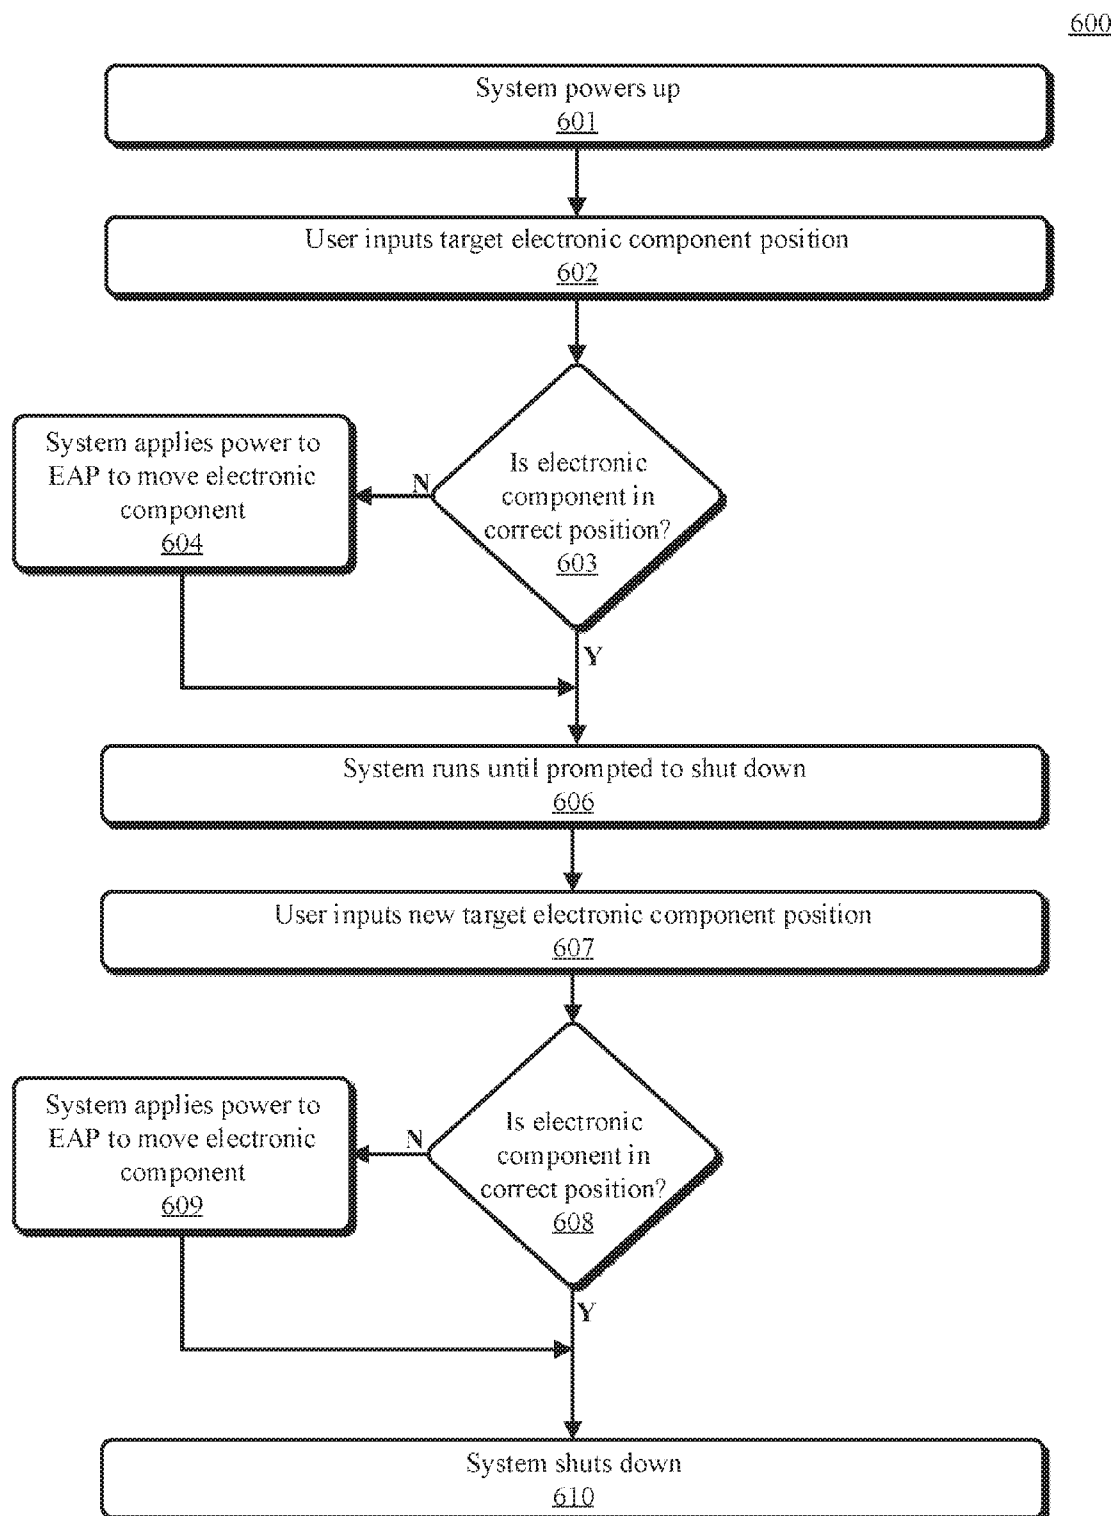 600
System powers up
601
User inputs target electronic component position
602
Is electronic
component in
correct position?
603
N
System applies power to
EAP to move electronic
component
604
Y
System runs until prompted to shut down
606
User inputs new target electronic component position
607
Is electronic
component in
correct position?
608
N
System applies power to
EAP to move electronic
component
609
Y
System shuts down
610